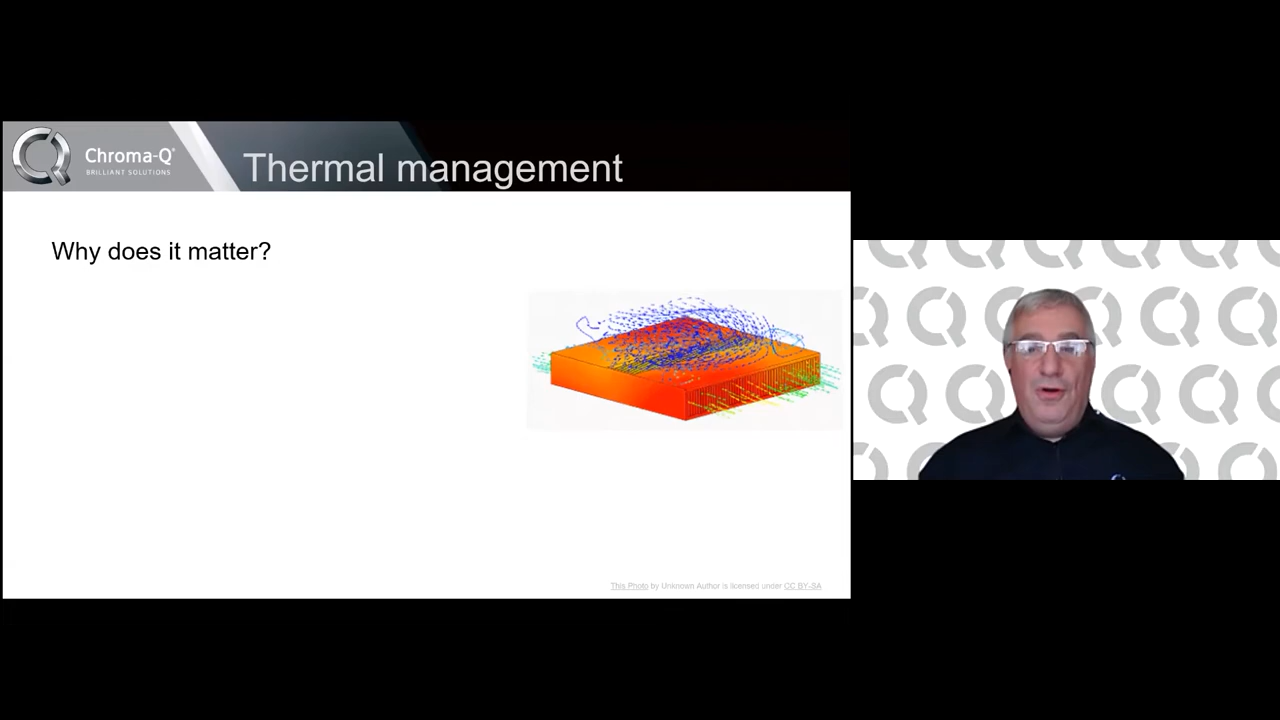 Chroma-Q®
BRILLIANT SOLUTIONS
Thermal management
Why does it matter?
This Photo by Unknown Author is licensed under CC BY-SA